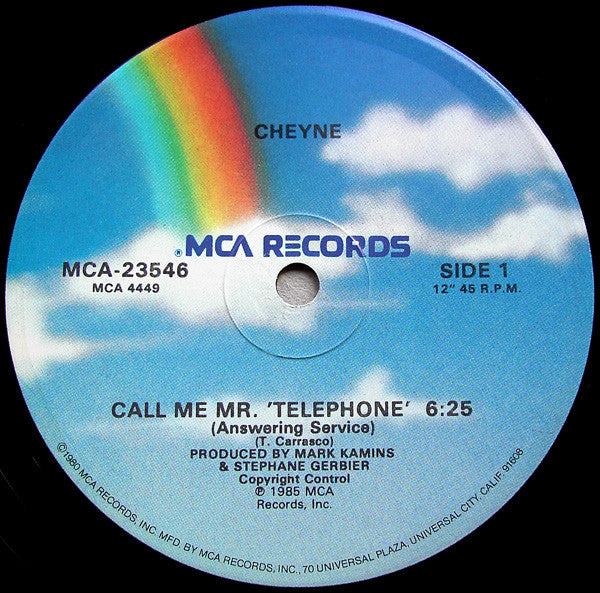 CHEYNE
®MCA RECORDS
MCA-23546
MCA 4449
SIDE 1
12" 45 R.P.M.
CALL ME MR. 'TELEPHONE' 6:25
(Answering Service)
(T. Carrasco)
PRODUCED BY MARK KAMINS
& STEPHANE GERBIER
Copyright Control
℗ 1985 MCA
Records, Inc.
©1980 MCA RECORDS, INC. MFD. BY MCA RECORDS, INC., 70 UNIVERSAL PLAZA, UNIVERSAL CITY, CALIF. 91608